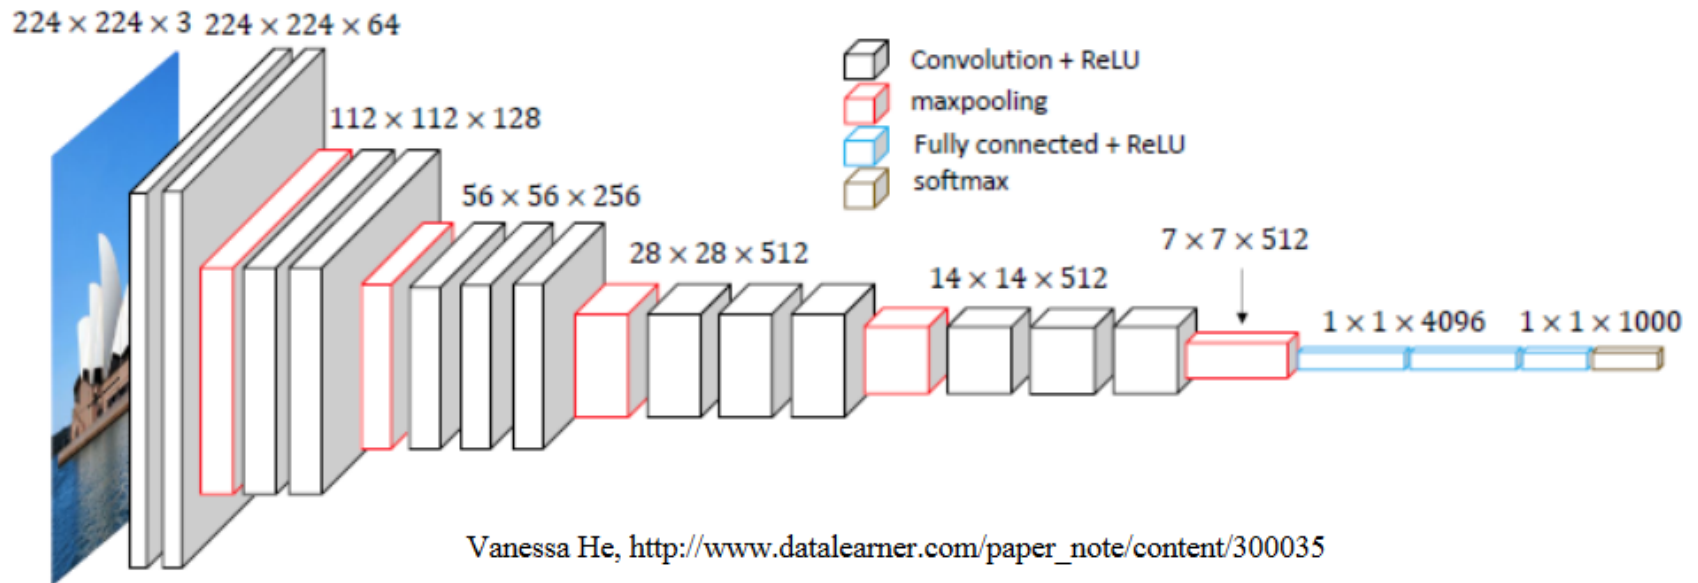 224 × 224 × 3
224 × 224 × 64
112 × 112 × 128
56 × 56 × 256
28 × 28 × 512
14 × 14 × 512
7 × 7 × 512
1 × 1 × 4096
1 × 1 × 1000
Convolution + ReLU
maxpooling
Fully connected + ReLU
softmax
Vanessa He, http://www.datalearner.com/paper_note/content/300035